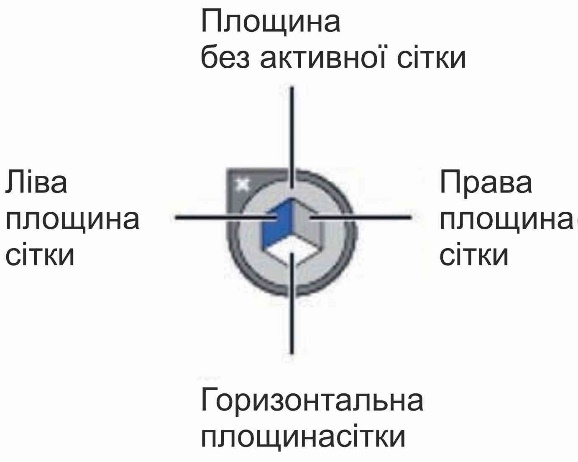 Площина
без активної сітки
Ліва
площина
сітки
Права
площина
сітки
Горизонтальна
площинасітки